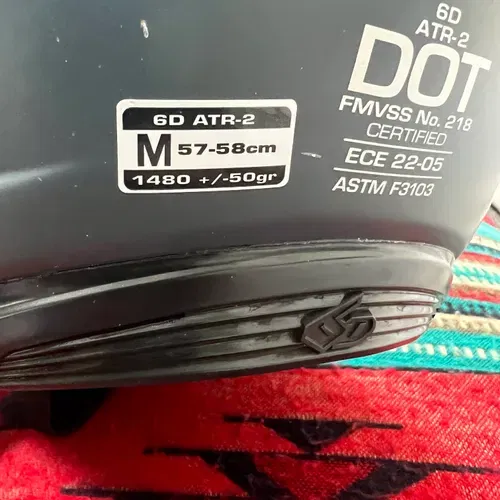 6D ATR-2
M 57-58cm
1480 +/-50gr
6D
ATR-2
DOT
FMVSS No. 218
CERTIFIED
ECE 22-05
ASTM F3103